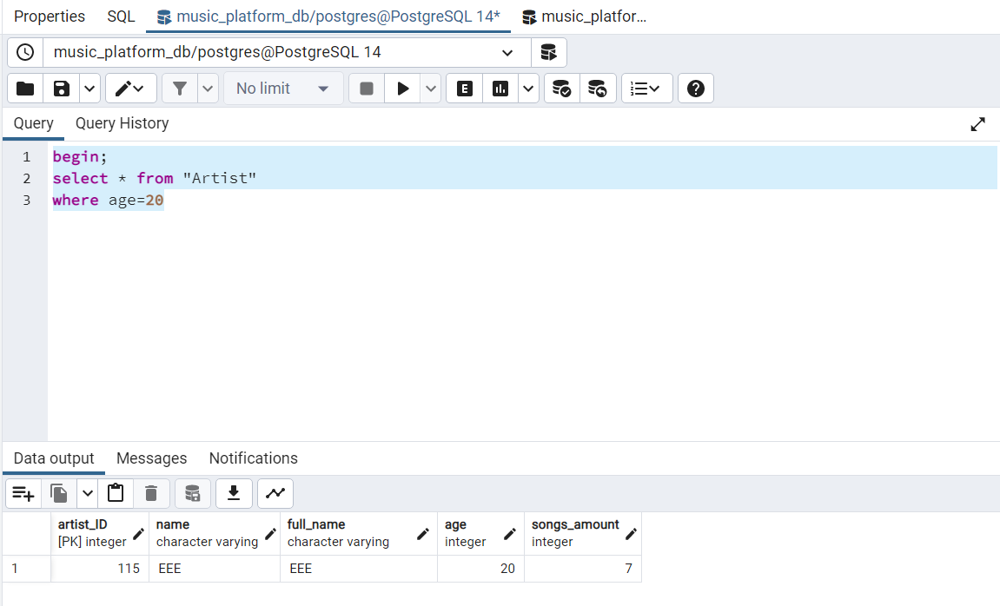 Properties SQL music_platform_db/postgres@PostgreSQL 14* music_platfor...
music_platform_db/postgres@PostgreSQL 14
No limit E
Query Query History
1 begin;
2 select * from "Artist"
3 where age=20
Data output Messages Notifications
artist_ID name full_name age songs_amount
[PK] integer character varying character varying integer integer
1 115 EEE EEE 20 7